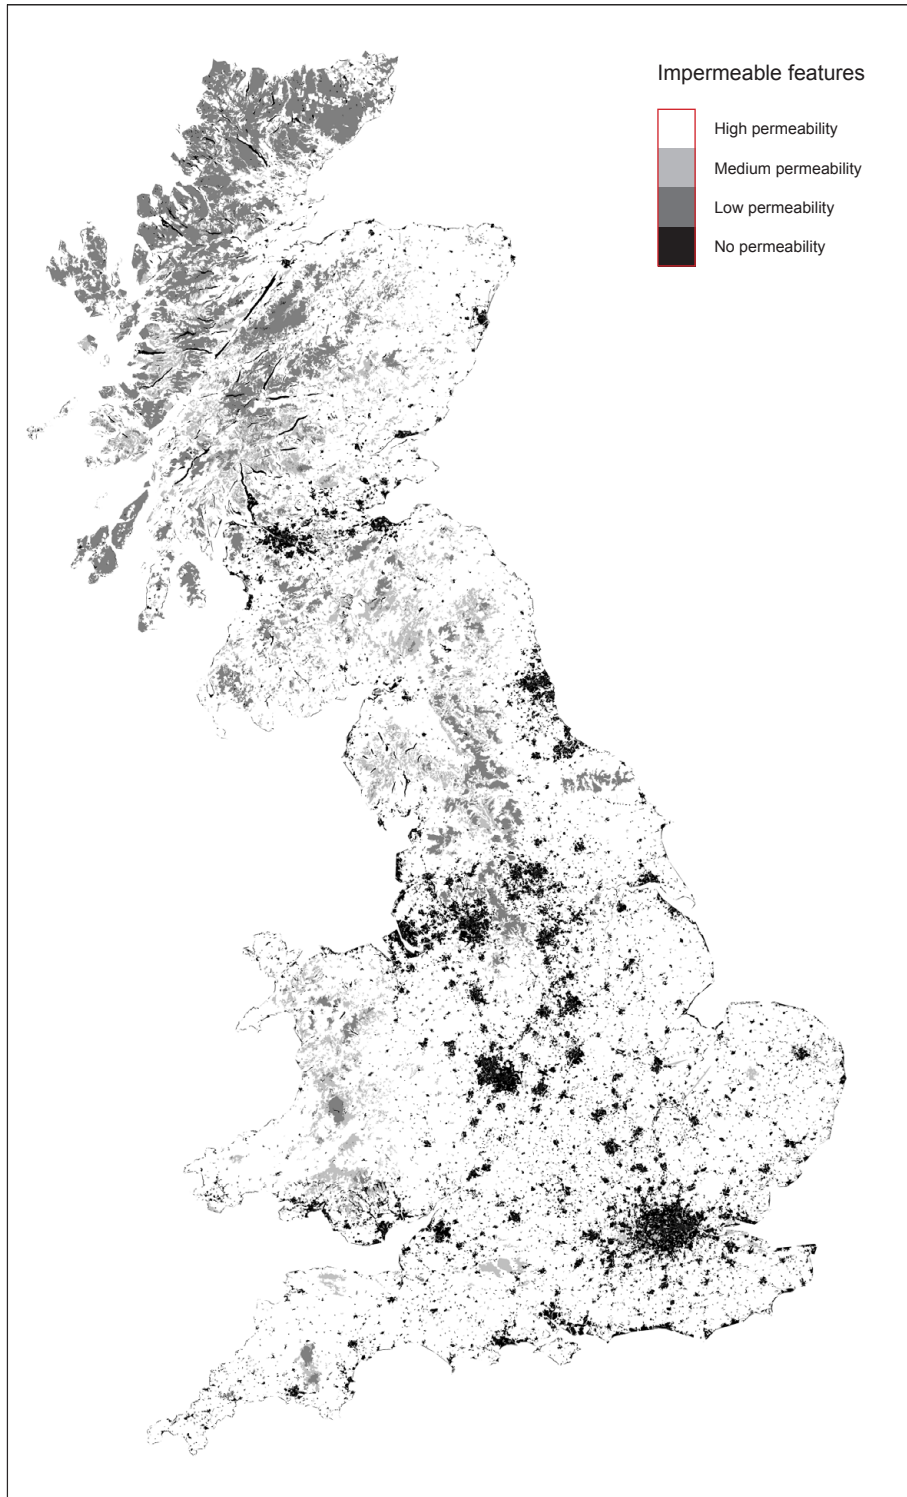 Impermeable features
High permeability
Medium permeability
Low permeability
No permeability